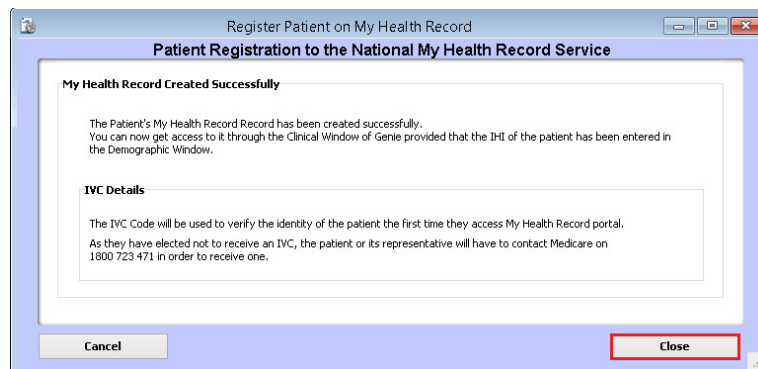 Register Patient on My Health Record
Patient Registration to the National My Health Record Service
My Health Record Created Successfully
The Patient's My Health Record Record has been created successfully.
You can now get access to it through the Clinical Window of Genie provided that the IHI of the patient has been entered in
the Demographic Window.
IVC Details
The IVC Code will be used to verify the identity of the patient the first time they access My Health Record portal.
As they have elected not to receive an IVC, the patient or its representative will have to contact Medicare on
1800 723 471 in order to receive one.
Cancel
Close